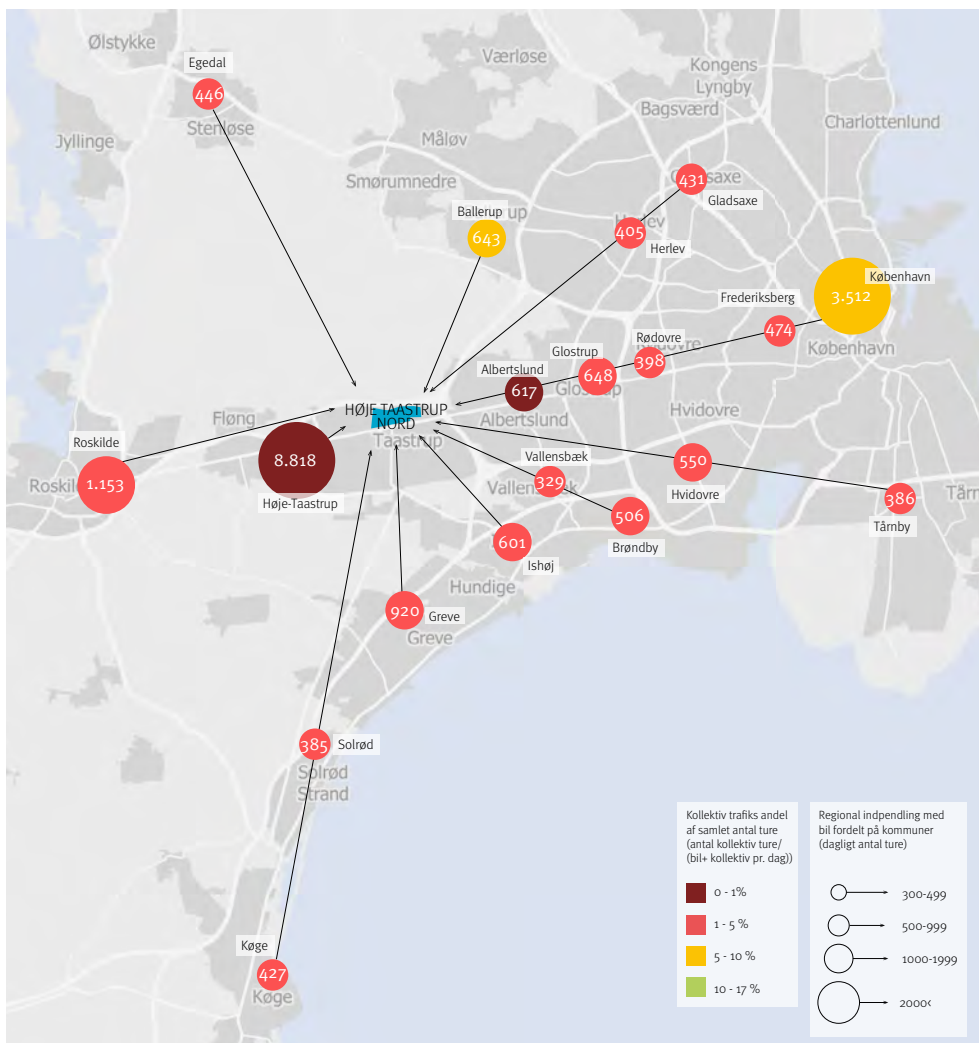 Ølstykke
Egedal
446
Stenløse
Værløse
Kongens
Lyngby
Bagsværd
Charlottenlund
Jyllinge
Måløv
Smørumnedre
431
Gladsaxe
Ballerup
643
405
Herlev
København
3.512
København
Frederiksberg
474
Rødovre
398
Glostrup
648
Albertslund
617
Albertslund
Hvidovre
HØJE TAASTRUP
NORD
Taastrup
Fløng
Roskilde
1.153
8.818
Høje-Taastrup
Vallensbæk
329
550
Hvidovre
386
Tårnby
506
Brøndby
601
Ishøj
Hundige
920
Greve
Greve
385
Solrød
Solrød
Strand
Køge
427
Køge
Kollektiv trafiks andel
af samlet antal ture
(antal kollektiv ture/
(bil+ kollektiv pr. dag))
0 - 1%
1 - 5 %
5 - 10 %
10 - 17 %
Regional indpendling med
bil fordelt på kommuner
(dagligt antal ture)
300-499
500-999
1000-1999
2000<